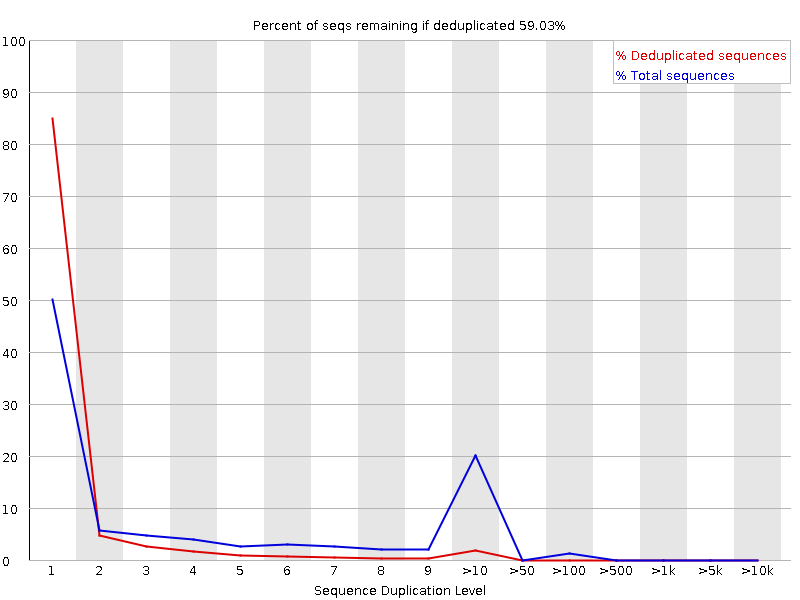 Percent of seqs remaining if deduplicated 59.03%
% Deduplicated sequences
% Total sequences
100
90
80
70
60
50
40
30
20
10
0
1 2 3 4 5 6 7 8 9 >10 >50 >100 >500 >1k >5k >10k
Sequence Duplication Level